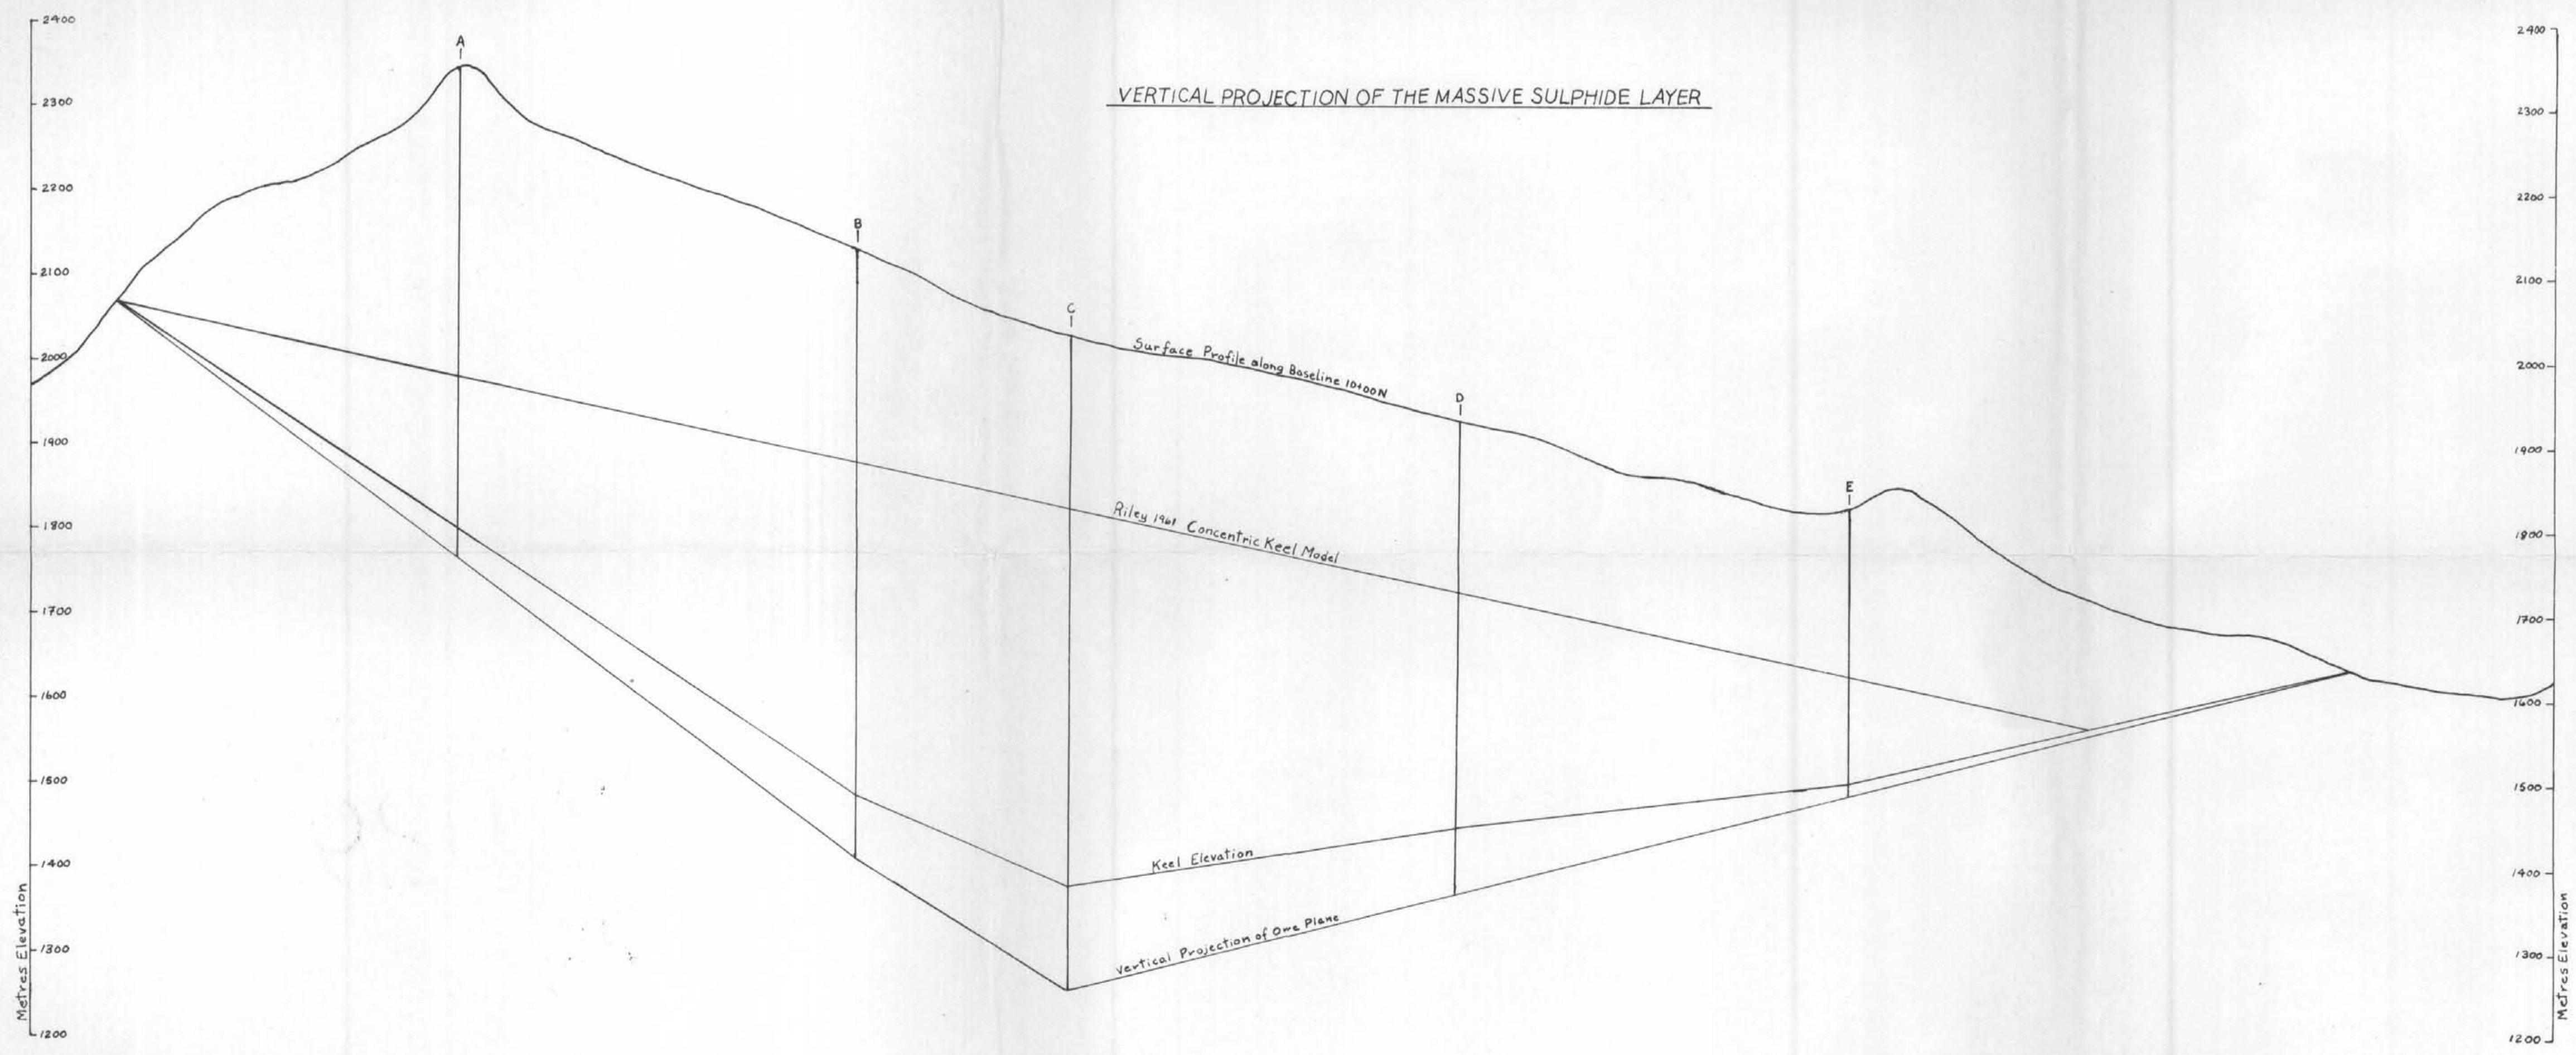 VERTICAL PROJECTION OF THE MASSIVE SULPHIDE LAYER
2400
2300
2200
2100
2000
1900
1800
1700
1600
1500
1400
1300
1200
Metres Elevation
A
B
C
D
E
Surface Profile along Baseline 10+00N
Riley 1961 Concentric Keel Model
Keel Elevation
Vertical Projection of Ore Plane
2400
2300
2200
2100
2000
1900
1800
1700
1600
1500
1400
1300
1200
Metres Elevation